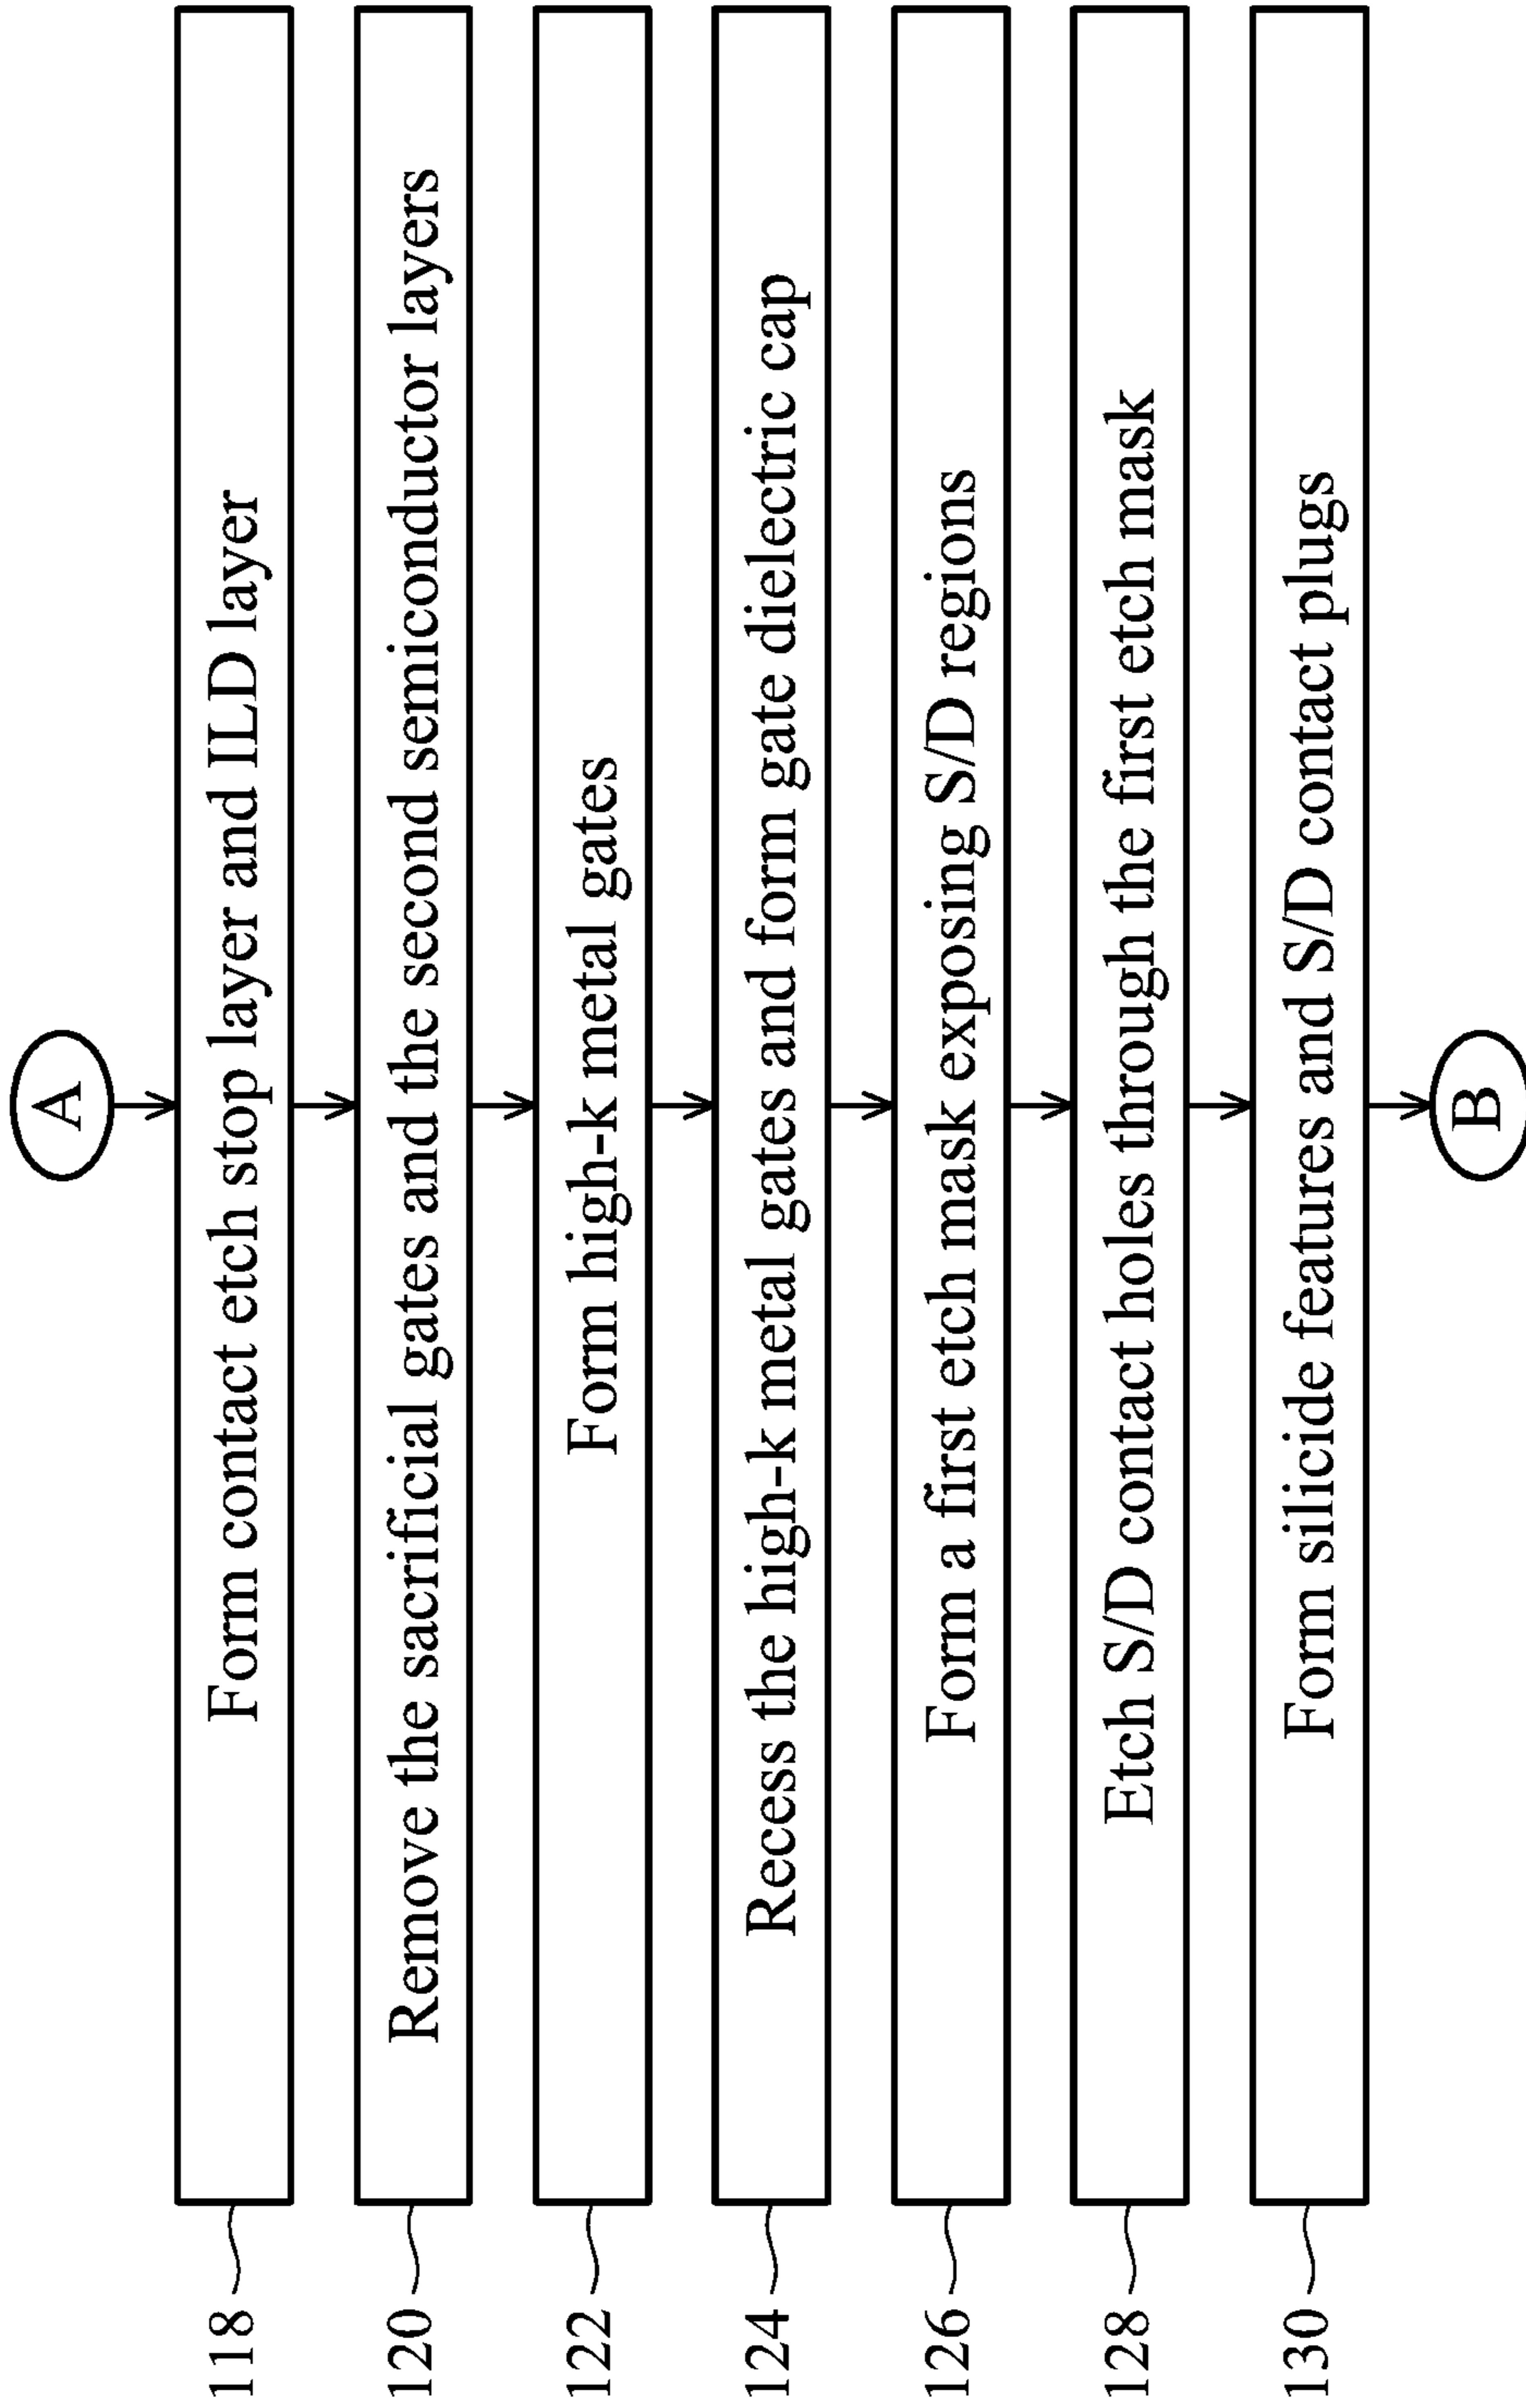 A
118
Form contact etch stop layer and ILD layer
120
Remove the sacrificial gates and the second semiconductor layers
122
Form high-k metal gates
124
Recess the high-k metal gates and form gate dielectric cap
126
Form a first etch mask exposing S/D regions
128
Etch S/D contact holes through the first etch mask
130
Form silicide features and S/D contact plugs
B